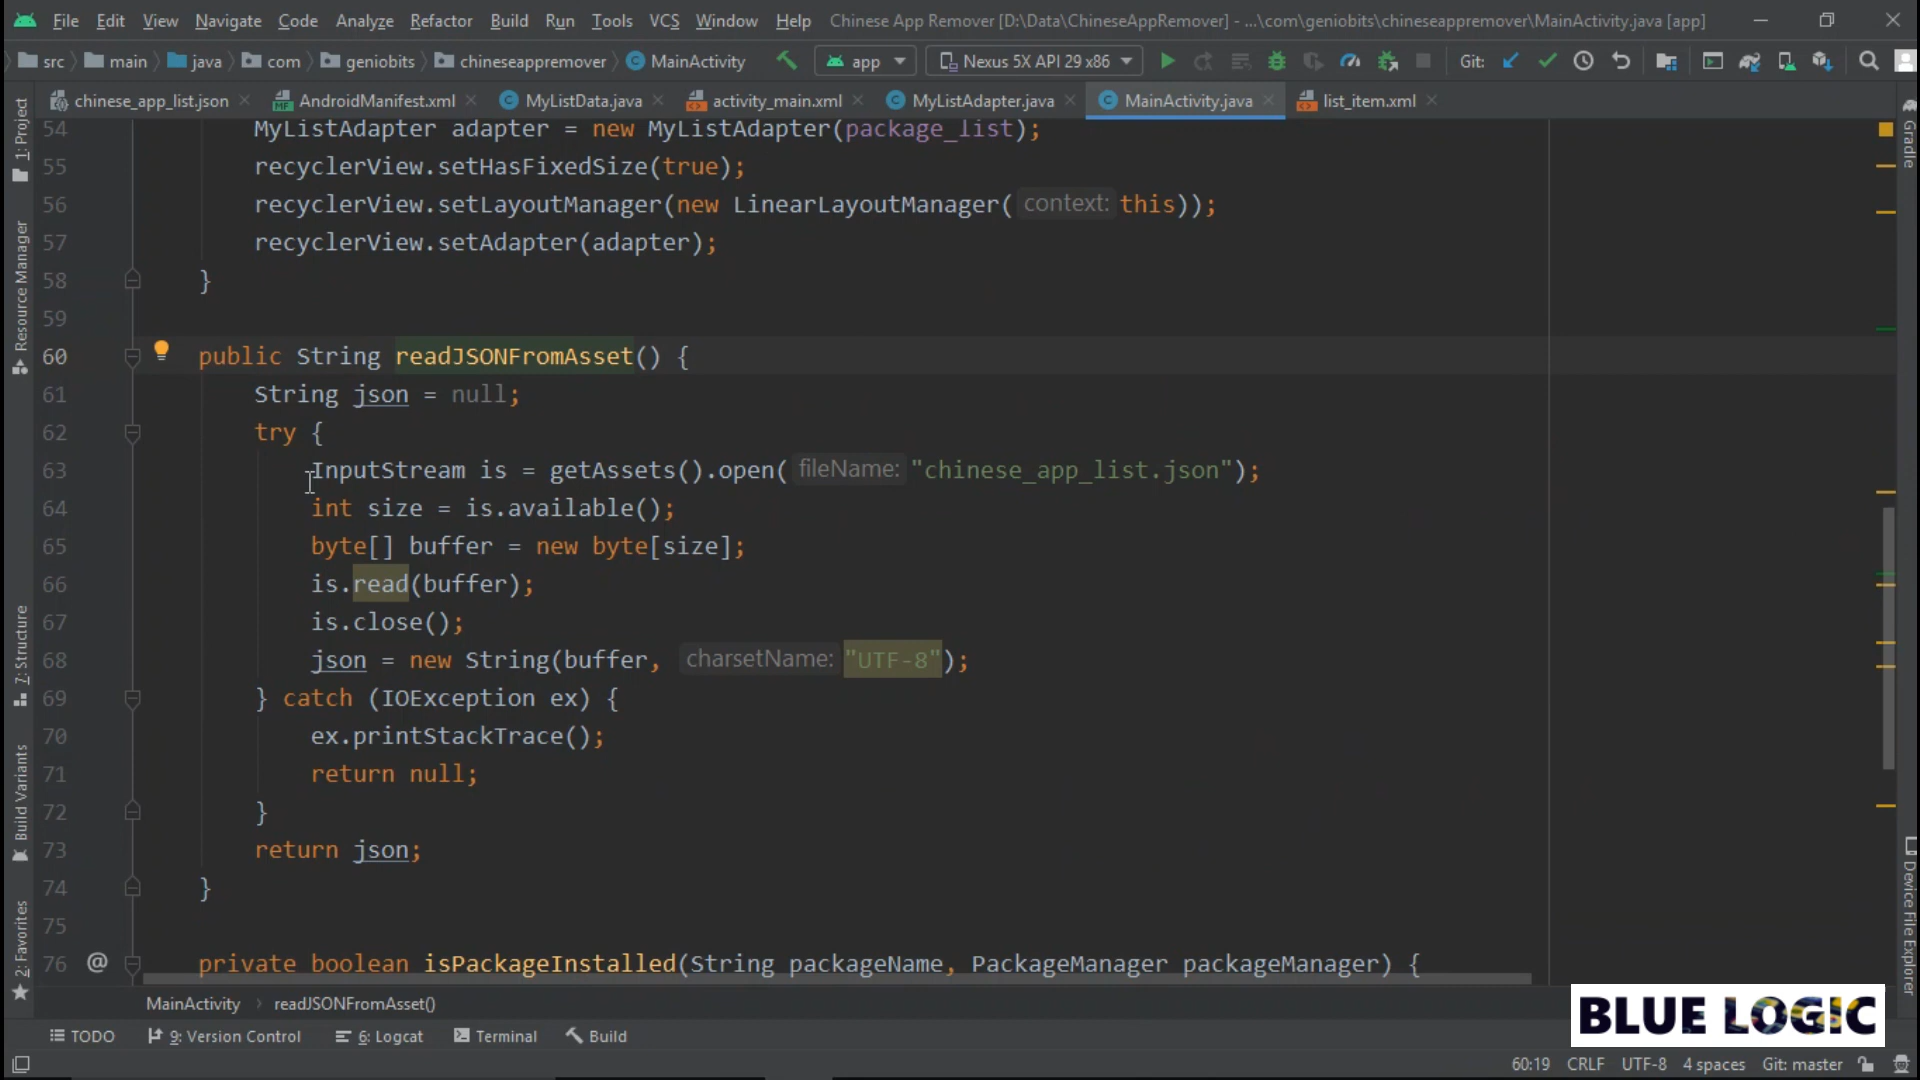 File Edit View Navigate Code Analyze Refactor Build Run Tools VCS Window Help Chinese App Remover [D:\Data\ChineseAppRemover] - ...\com\geniobits\chineseappremover\MainActivity.java [app]
src main java com geniobits chineseappremover MainActivity app Nexus 5X API 29 x86 Git:
chinese_app_list.json AndroidManifest.xml MyListData.java activity_main.xml MyListAdapter.java MainActivity.java list_item.xml
1: Project
Resource Manager
7: Structure
Build Variants
2: Favorites
54 MyListAdapter adapter = new MyListAdapter(package_list);
55 recyclerView.setHasFixedSize(true);
56 recyclerView.setLayoutManager(new LinearLayoutManager( context: this));
57 recyclerView.setAdapter(adapter);
58 }
59
60 public String readJSONFromAsset() {
61 String json = null;
62 try {
63 InputStream is = getAssets().open( fileName: "chinese_app_list.json");
64 int size = is.available();
65 byte[] buffer = new byte[size];
66 is.read(buffer);
67 is.close();
68 json = new String(buffer, charsetName: "UTF-8");
69 } catch (IOException ex) {
70 ex.printStackTrace();
71 return null;
72 }
73 return json;
74 }
75
76 @ private boolean isPackageInstalled(String packageName, PackageManager packageManager) {
Gradle
Device File Explorer
MainActivity > readJSONFromAsset()
BLUE LOGIC
TODO 9: Version Control 6: Logcat Terminal Build
60:19 CRLF UTF-8 4 spaces Git: master